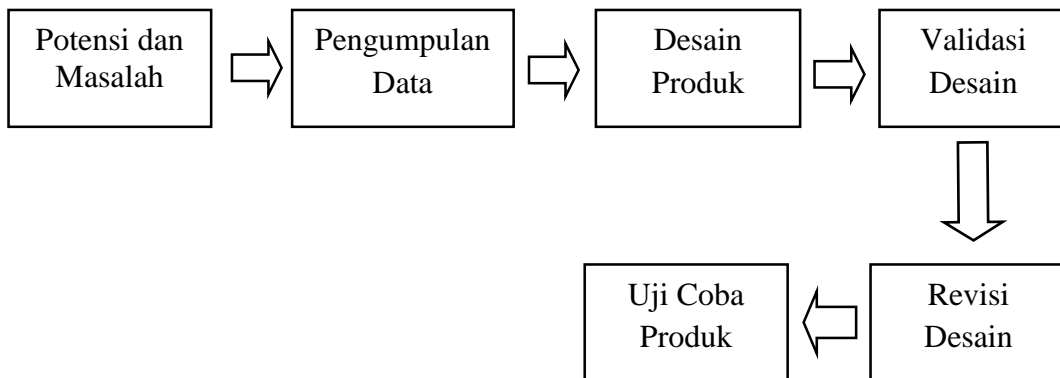 Potensi dan
Masalah
Pengumpulan
Data
Desain
Produk
Validasi
Desain
Revisi
Desain
Uji Coba
Produk